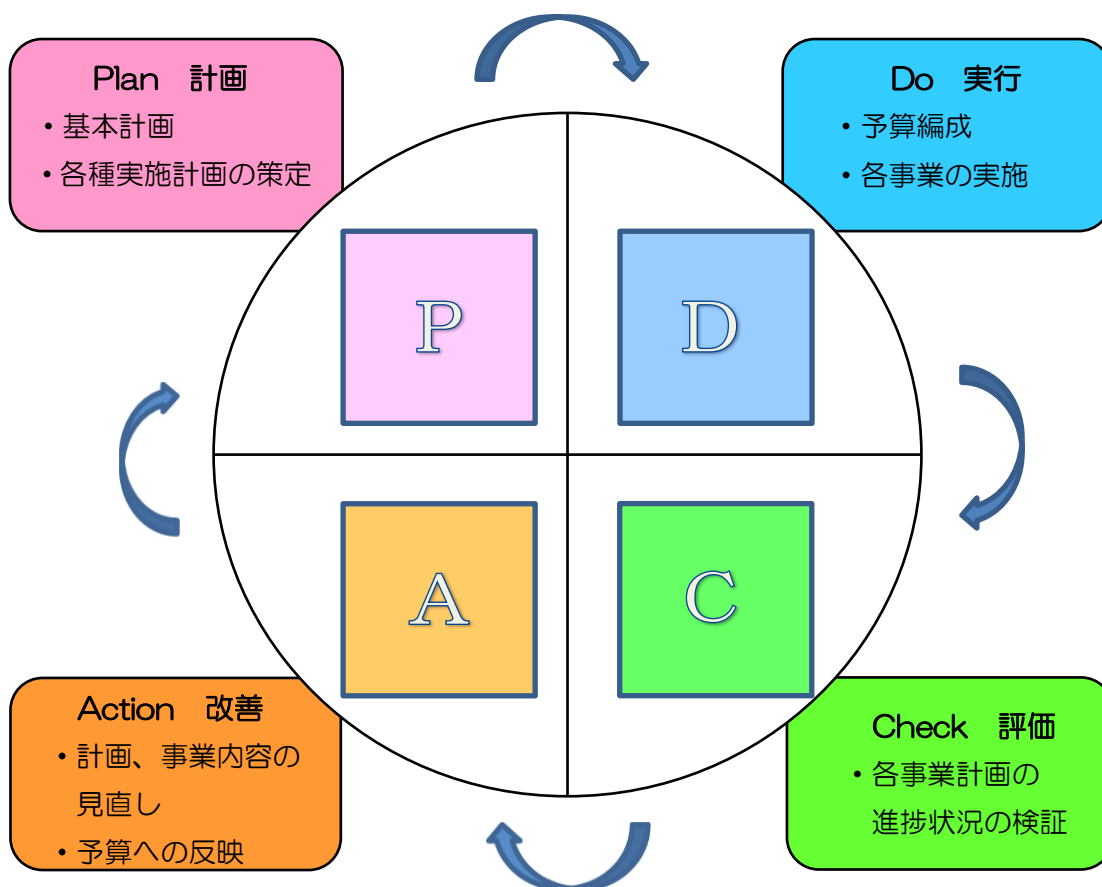 Plan 計画
・基本計画
・各種実施計画の策定
Do 実行
・予算編成
・各事業の実施
P
D
A
C
Action 改善
・計画、事業内容の
見直し
・予算への反映
Check 評価
・各事業計画の
進捗状況の検証